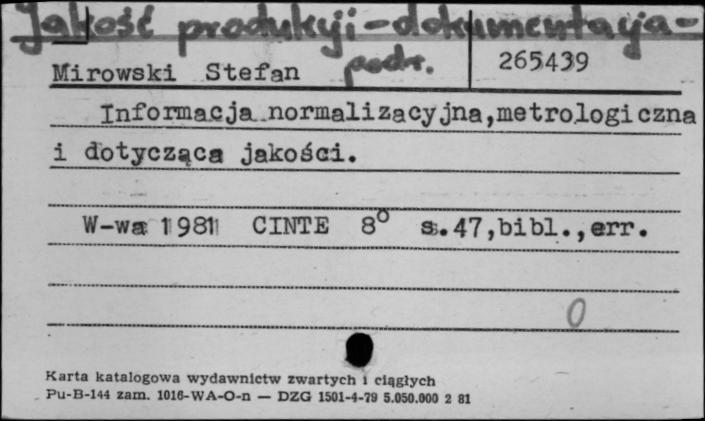 Jakość produkcji-dokumentacja-
podr.
Mirowski Stefan 265439
Informacja normalizacyjna,metrologiczna
i dotycząca jakości.
W-wa 1981 CINTE 8° s.47,bibl.,err.
0
Karta katalogowa wydawnictw zwartych i ciągłych
Pu-B-144 zam. 1016-WA-O-n — DZG 1501-4-79 5.050.000 2 81